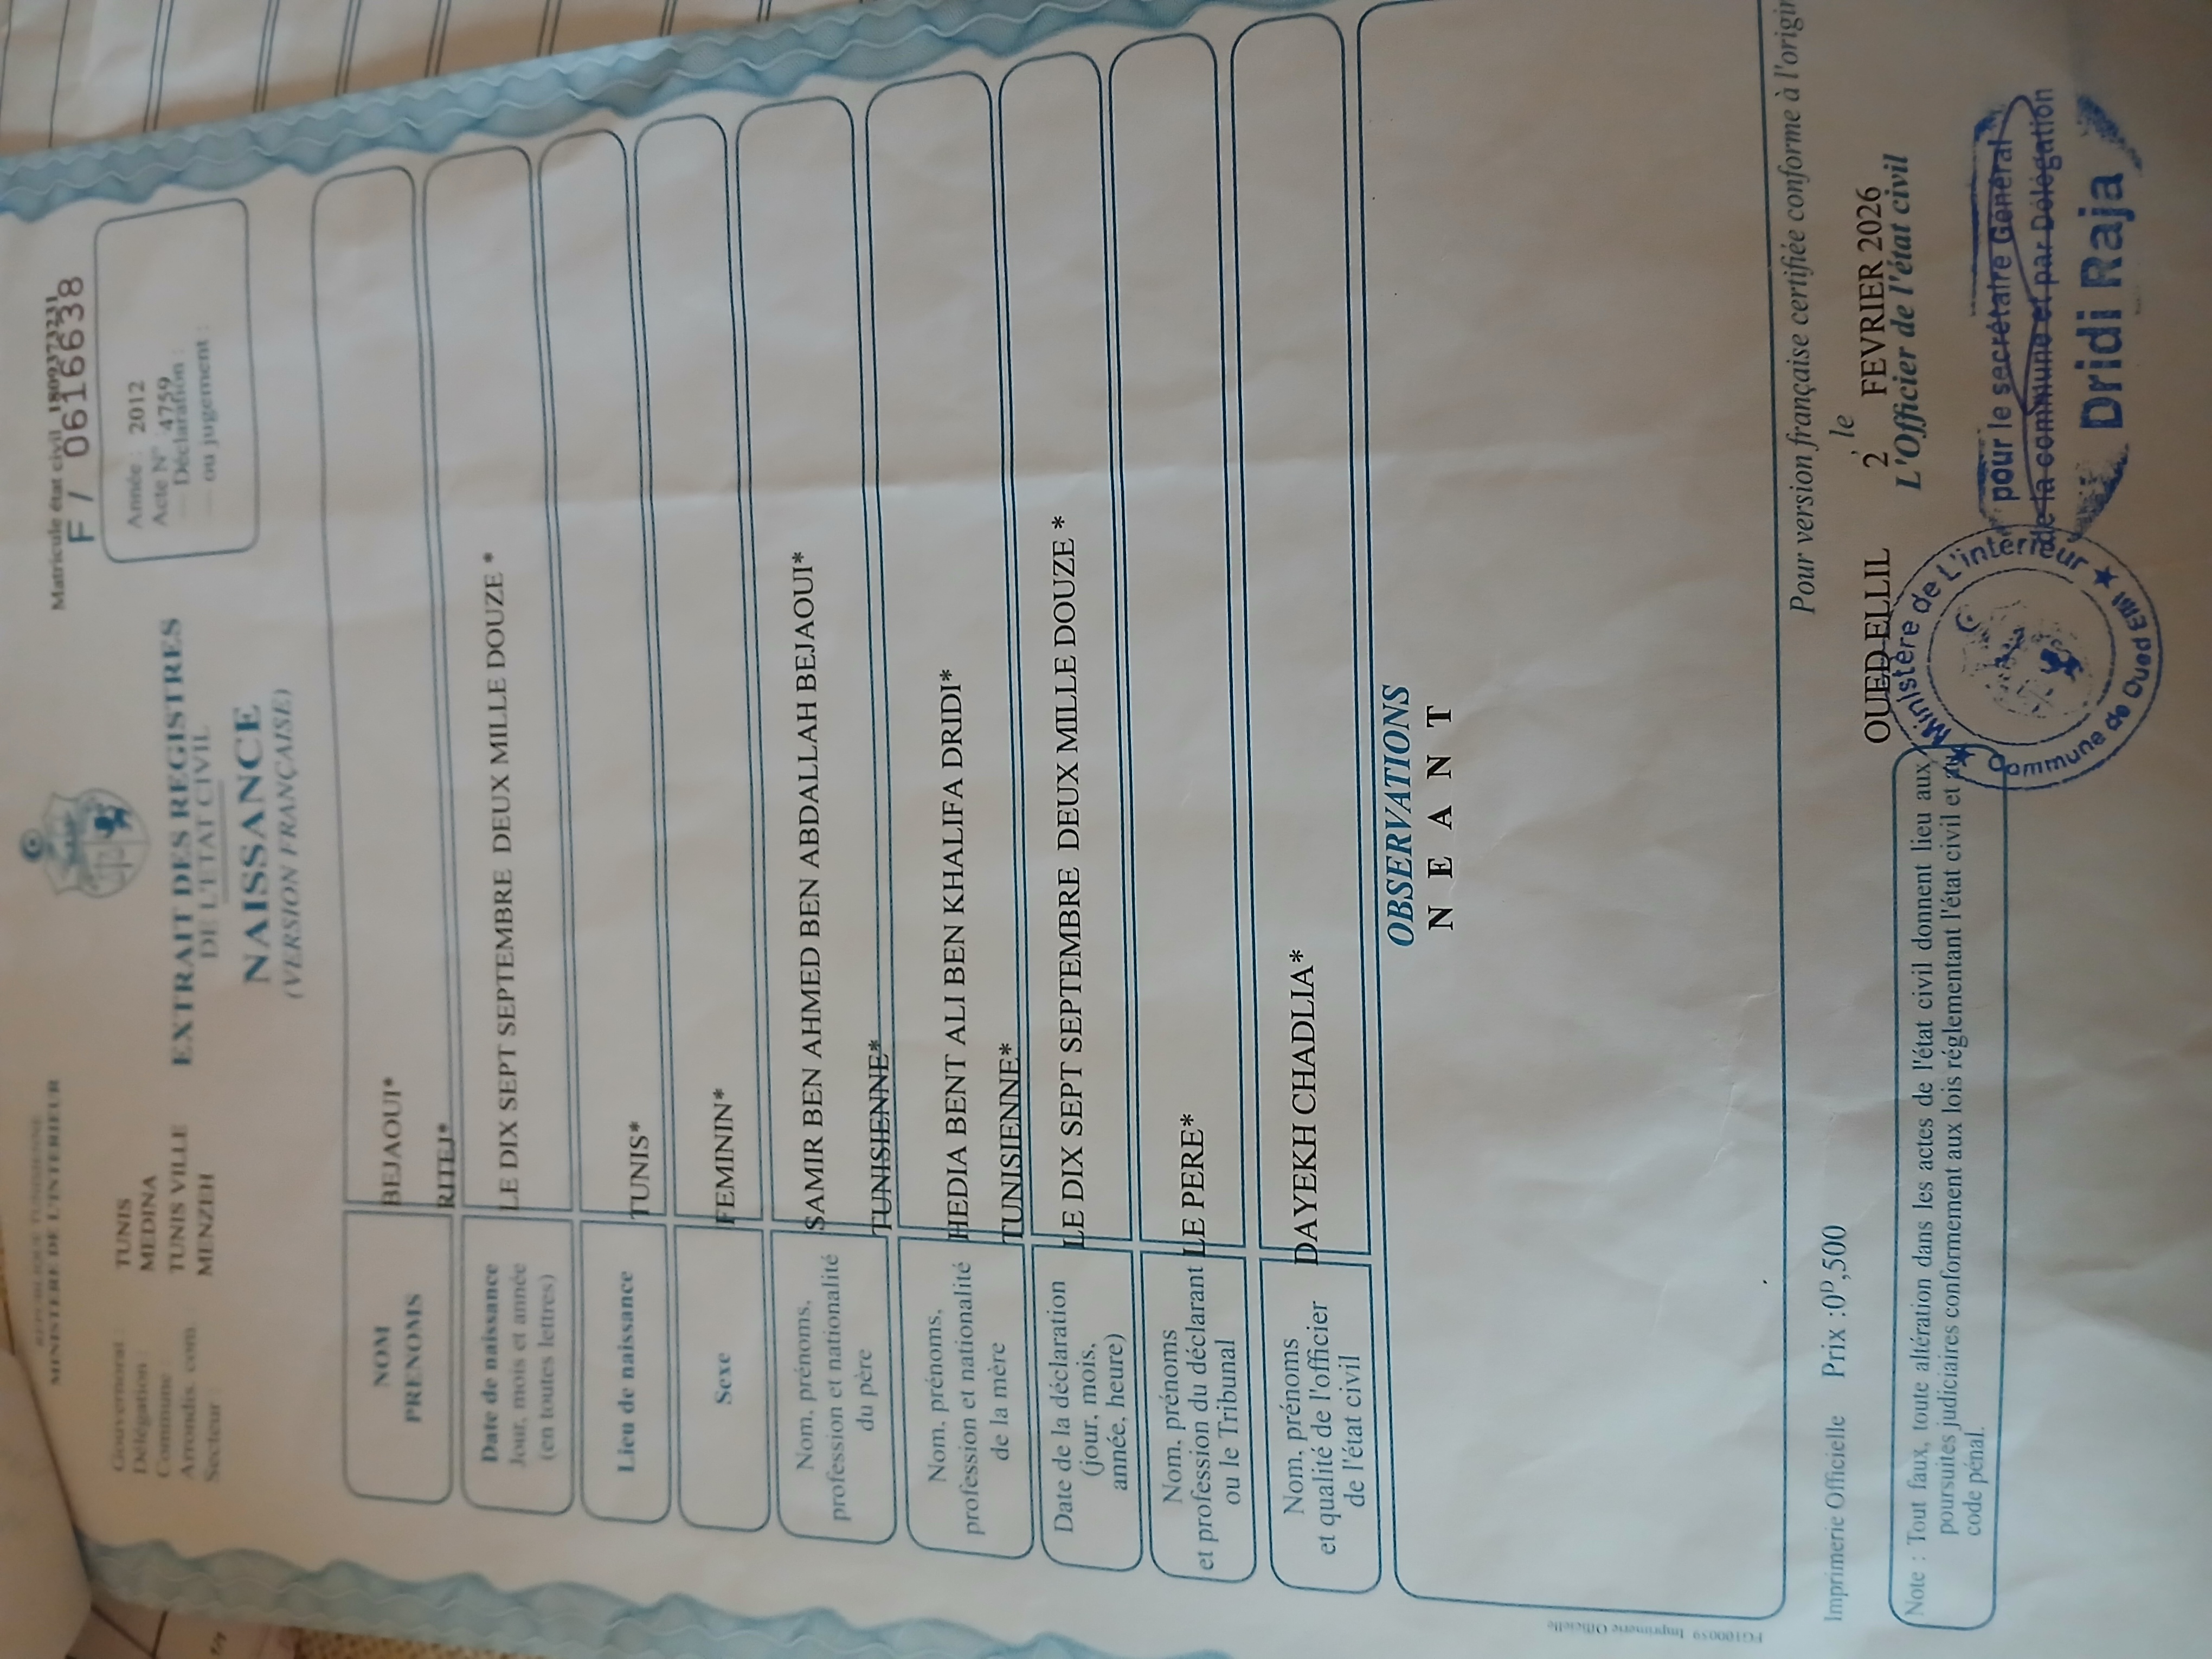 REPUBLIQUE TUNISIENNE
MINISTERE DE L'INTERIEUR
Gouvernorat : TUNIS
Délégation : MEDINA
Commune : TUNIS VILLE
Arrondis. com. MENZEH
Secteur :
EXTRAIT DES REGISTRES
DE L'ETAT CIVIL
NAISSANCE
(VERSION FRANÇAISE)
Matricule état civil
F / 0616638
Année : 2012
Acte N° 4759
— Déclaration :
— ou jugement :
NOM BEJAOUI*
PRENOMS RITEJ*
Date de naissance
Jour, mois et année
(en toutes lettres)
LE DIX SEPT SEPTEMBRE DEUX MILLE DOUZE *
Lieu de naissance TUNIS*
Sexe FEMININ*
Nom, prénoms,
profession et nationalité
du père
SAMIR BEN AHMED BEN ABDALLAH BEJAOUI*
TUNISIENNE*
Nom, prénoms,
profession et nationalité
de la mère
HEDIA BENT ALI BEN KHALIFA DRIDI*
TUNISIENNE*
Date de la déclaration
(jour, mois,
année, heure)
LE DIX SEPT SEPTEMBRE DEUX MILLE DOUZE *
Nom, prénoms
et profession du déclarant
ou le Tribunal
LE PERE*
Nom, prénoms
et qualité de l'officier
de l'état civil
DAYEKH CHADLIA*
OBSERVATIONS
N E A N T
FG100059 Imprimerie Officielle
Pour version française certifiée conforme à
Imprimerie Officielle Prix :0ᴰ,500
OUED ELLIL, le 2 FEVRIER 2026
L'Officier de l'état civil
Note : Tout faux, toute altération dans les actes de l'état civil donnent lieu aux
poursuites judiciaires conformement aux lois réglementant l'état civil et au
code pénal.
Ministère de L'intérieur
Commune de Oued Ellil
pour le secrétaire Général
de la commune et par Délégation
Dridi Raja